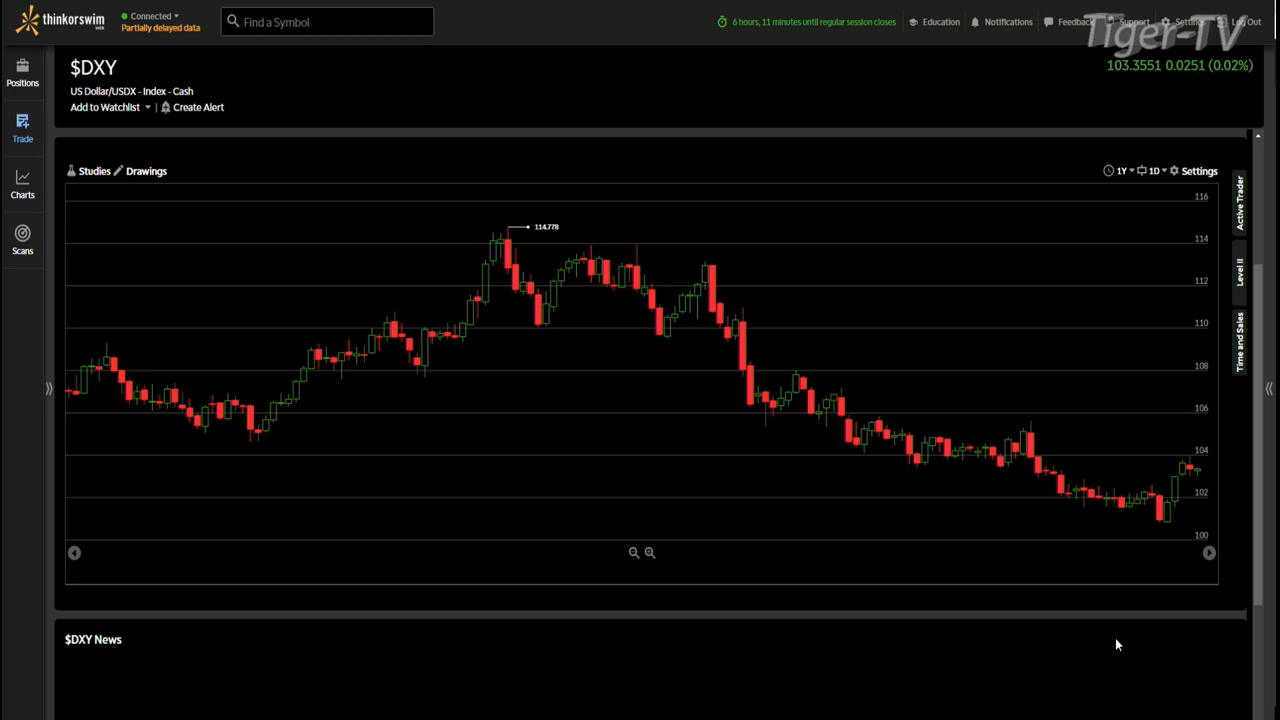 thinkorswim
WEB
Connected
Partially delayed data
Find a Symbol
6 hours, 11 minutes until regular session closes
Education
Notifications
Feedback
Support
Settings
Log Out
Tiger-TV
Positions
Trade
Charts
Scans
$DXY
103.3551 0.0251 (0.02%)
US Dollar/USDX - Index - Cash
Add to Watchlist
Create Alert
Studies
Drawings
1Y
1D
Settings
Active Trader
Level II
Time and Sales
116
114.778
114
112
110
108
106
104
102
100
$DXY News